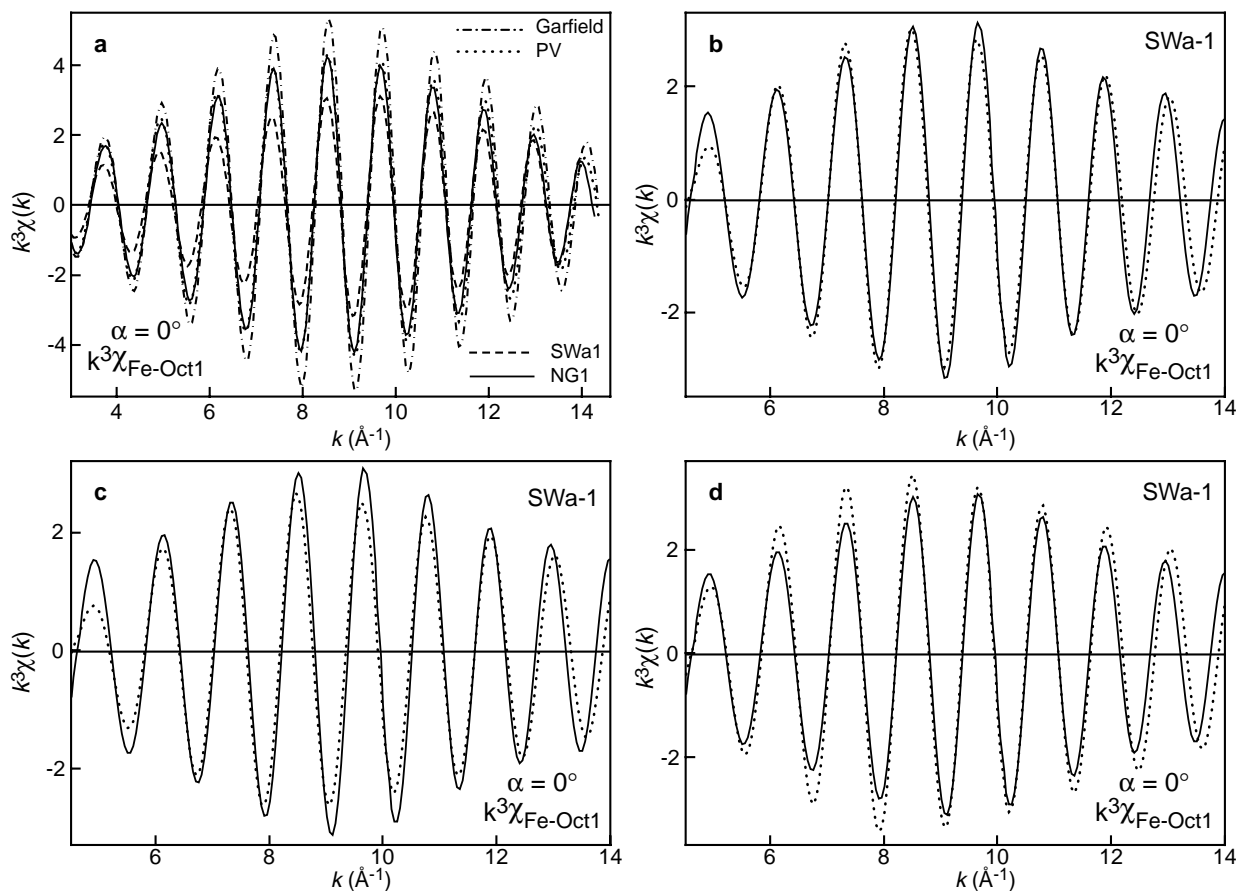 a
Garfield
PV
4
2
0
-2
-4
k³χ(k)
α = 0°
k³χFe-Oct1
SWa1
NG1
4 6 8 10 12 14
k (Å⁻¹)
b
SWa-1
2
0
-2
k³χ(k)
α = 0°
k³χFe-Oct1
6 8 10 12 14
k (Å⁻¹)
c
SWa-1
2
0
-2
k³χ(k)
α = 0°
k³χFe-Oct1
6 8 10 12 14
k (Å⁻¹)
d
SWa-1
2
0
-2
k³χ(k)
α = 0°
k³χFe-Oct1
6 8 10 12 14
k (Å⁻¹)